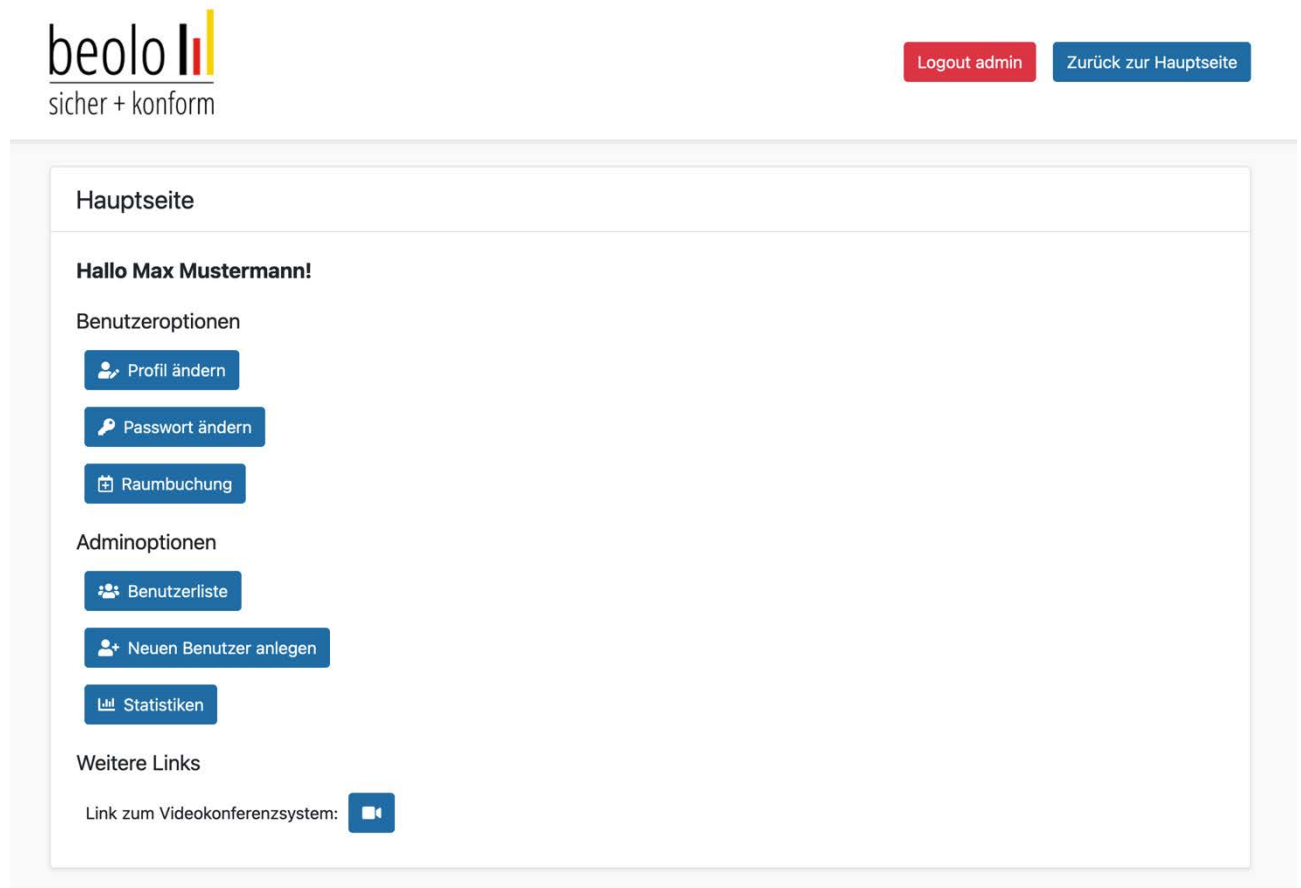 beolo
sicher + konform
Logout admin
Zurück zur Hauptseite
Hauptseite
Hallo Max Mustermann!
Benutzeroptionen
Profil ändern
Passwort ändern
Raumbuchung
Adminoptionen
Benutzerliste
Neuen Benutzer anlegen
Statistiken
Weitere Links
Link zum Videokonferenzsystem: